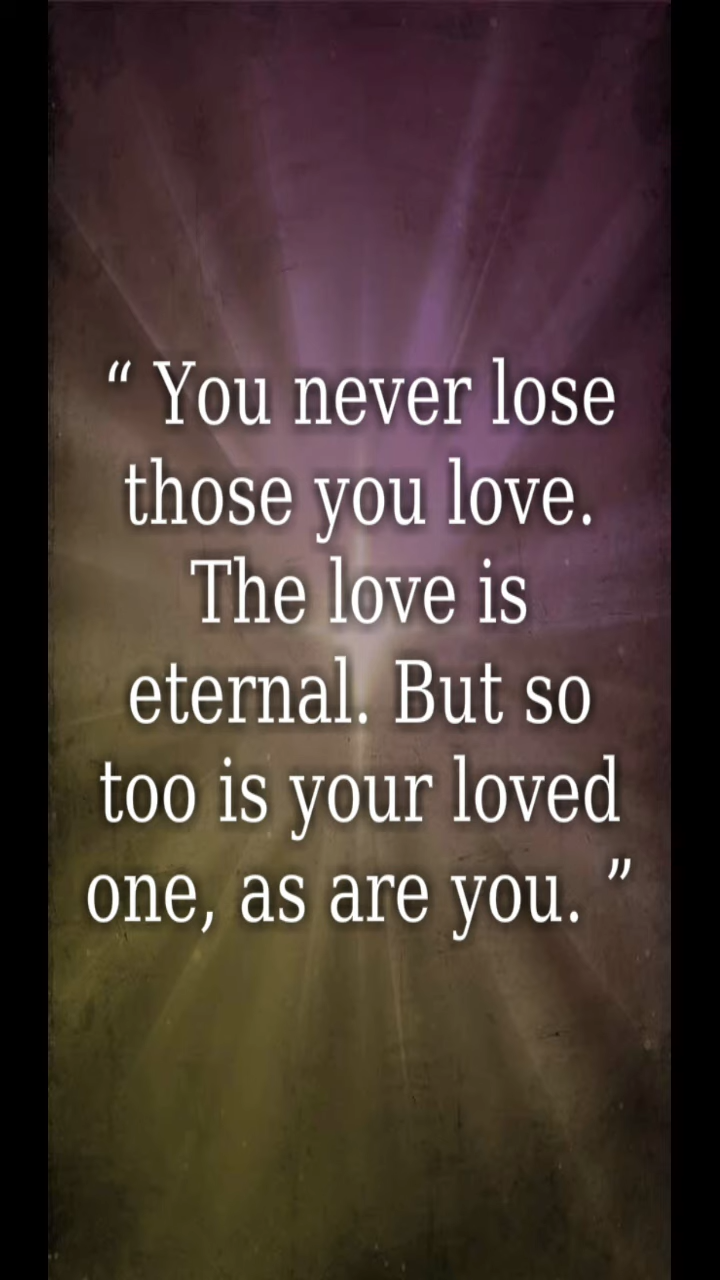 “ You never lose
those you love.
The love is
eternal. But so
too is your loved
one, as are you. ”